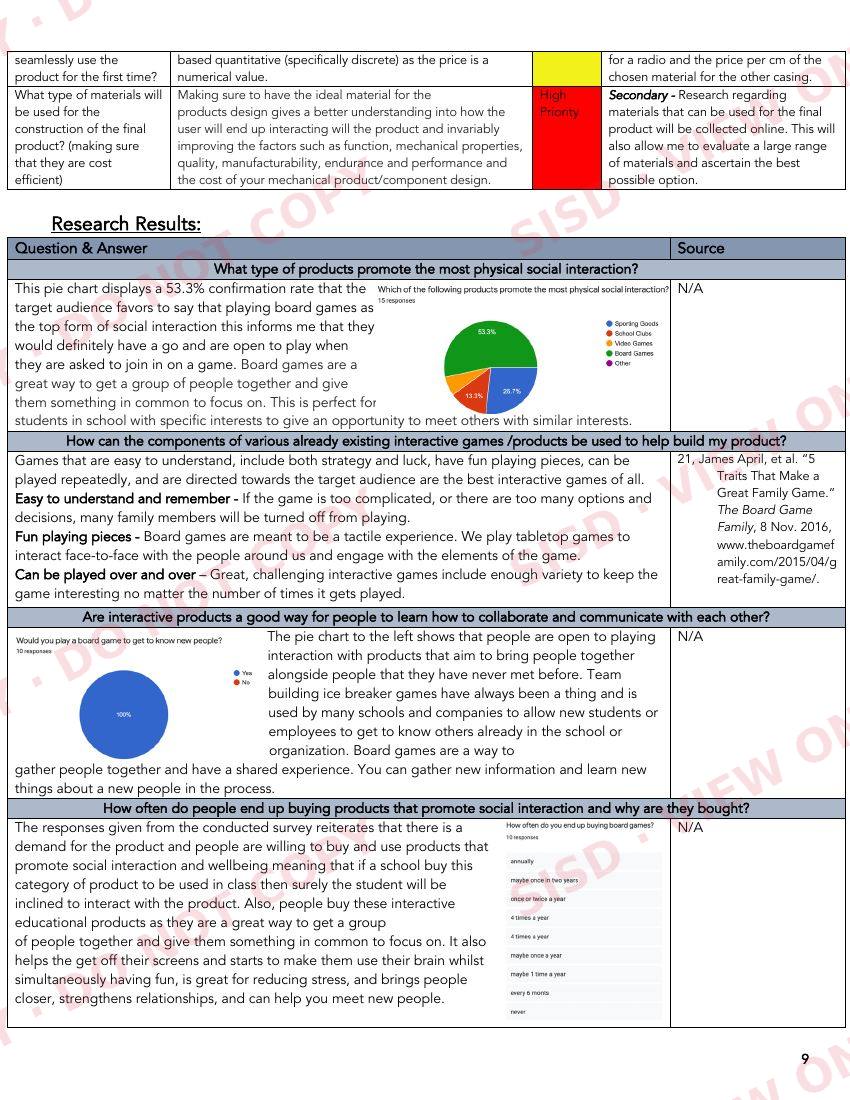 seamlessly use the
product for the first time?
based quantitative (specifically discrete) as the price is a
numerical value.
for a radio and the price per cm of the
chosen material for the other casing.
What type of materials will
be used for the
construction of the final
product? (making sure
that they are cost
efficient)
Making sure to have the ideal material for the
products design gives a better understanding into how the
user will end up interacting will the product and invariably
improving the factors such as function, mechanical properties,
quality, manufacturability, endurance and performance and
the cost of your mechanical product/component design.
High
Priority
Secondary - Research regarding
materials that can be used for the final
product will be collected online. This will
also allow me to evaluate a large range
of materials and ascertain the best
possible option.
Research Results:
Question & Answer
Source
What type of products promote the most physical social interaction?
This pie chart displays a 53.3% confirmation rate that the
target audience favors to say that playing board games as
the top form of social interaction this informs me that they
would definitely have a go and are open to play when
they are asked to join in on a game. Board games are a
great way to get a group of people together and give
them something in common to focus on. This is perfect for
students in school with specific interests to give an opportunity to meet others with similar interests.
Which of the following products promote the most physical social interaction?
15 responses
53.3%
26.7%
13.3%
Sporting Goods
School Clubs
Video Games
Board Games
Other
N/A
How can the components of various already existing interactive games /products be used to help build my product?
Games that are easy to understand, include both strategy and luck, have fun playing pieces, can be
played repeatedly, and are directed towards the target audience are the best interactive games of all.
Easy to understand and remember - If the game is too complicated, or there are too many options and
decisions, many family members will be turned off from playing.
Fun playing pieces - Board games are meant to be a tactile experience. We play tabletop games to
interact face-to-face with the people around us and engage with the elements of the game.
Can be played over and over – Great, challenging interactive games include enough variety to keep the
game interesting no matter the number of times it gets played.
21, James April, et al. “5
Traits That Make a
Great Family Game.”
The Board Game
Family, 8 Nov. 2016,
www.theboardgamef
amily.com/2015/04/g
reat-family-game/.
Are interactive products a good way for people to learn how to collaborate and communicate with each other?
Would you play a board game to get to know new people?
10 responses
100%
Yes
No
The pie chart to the left shows that people are open to playing
interaction with products that aim to bring people together
alongside people that they have never met before. Team
building ice breaker games have always been a thing and is
used by many schools and companies to allow new students or
employees to get to know others already in the school or
organization. Board games are a way to
gather people together and have a shared experience. You can gather new information and learn new
things about a new people in the process.
N/A
How often do people end up buying products that promote social interaction and why are they bought?
The responses given from the conducted survey reiterates that there is a
demand for the product and people are willing to buy and use products that
promote social interaction and wellbeing meaning that if a school buy this
category of product to be used in class then surely the student will be
inclined to interact with the product. Also, people buy these interactive
educational products as they are a great way to get a group
of people together and give them something in common to focus on. It also
helps the get off their screens and starts to make them use their brain whilst
simultaneously having fun, is great for reducing stress, and brings people
closer, strengthens relationships, and can help you meet new people.
How often do you end up buying board games?
10 responses
annually
maybe once in two years
once or twice a year
4 times a year
4 times a year
maybe once a year
maybe 1 time a year
every 6 monts
never
N/A
9
DO NOT COPY
SISD · VIEW ON
DO NOT COPY
SISD · VIEW ON
DO NOT COPY
SISD · VIEW ON